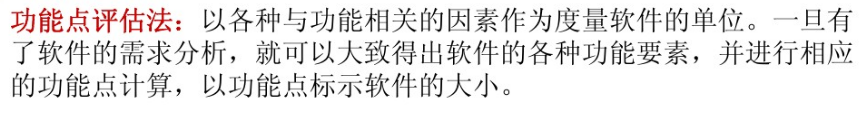 功能点评估法：以各种与功能相关的因素作为度量软件的单位。一旦有
了软件的需求分析，就可以大致得出软件的各种功能要素，并进行相应
的功能点计算，以功能点标示软件的大小。